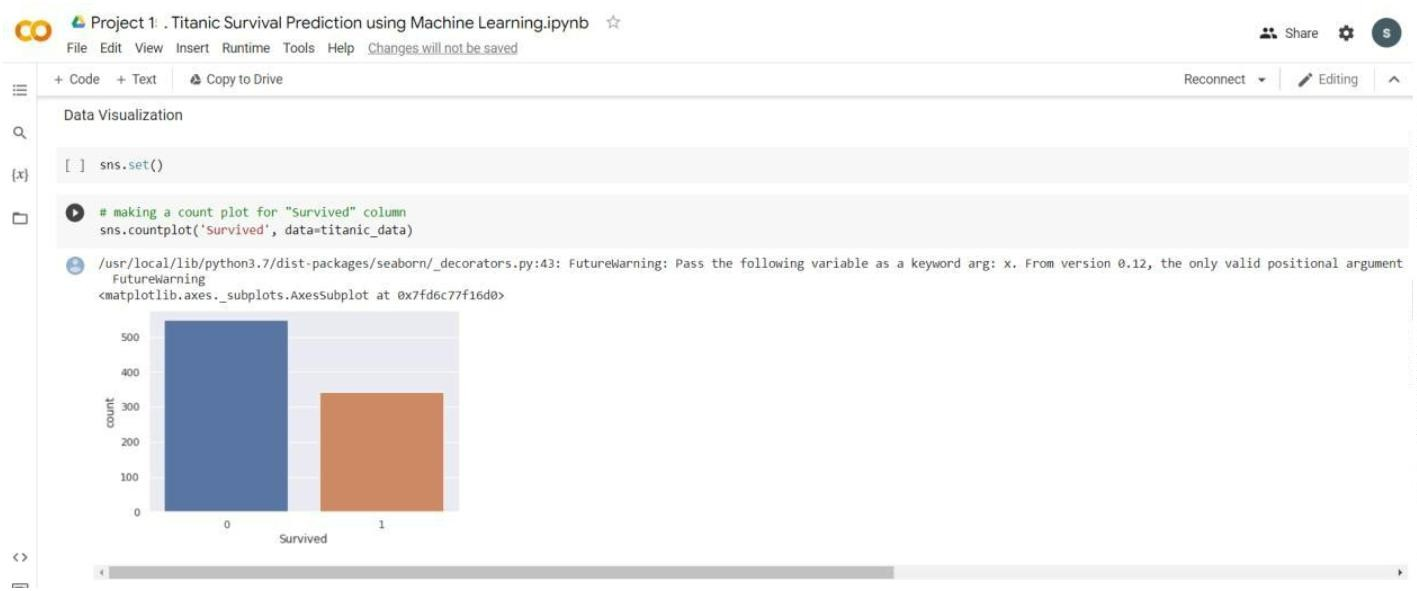 Project 1: . Titanic Survival Prediction using Machine Learning.ipynb
File Edit View Insert Runtime Tools Help Changes will not be saved
Share
S
+ Code + Text Copy to Drive
Reconnect
Editing
Data Visualization
{x}
[ ] sns.set()
# making a count plot for "Survived" column
sns.countplot('Survived', data=titanic_data)
/usr/local/lib/python3.7/dist-packages/seaborn/_decorators.py:43: FutureWarning: Pass the following variable as a keyword arg: x. From version 0.12, the only valid positional argument
FutureWarning
<matplotlib.axes._subplots.AxesSubplot at 0x7fd6c77f16d0>
500
400
300
200
100
0
count
0 1
Survived
<>